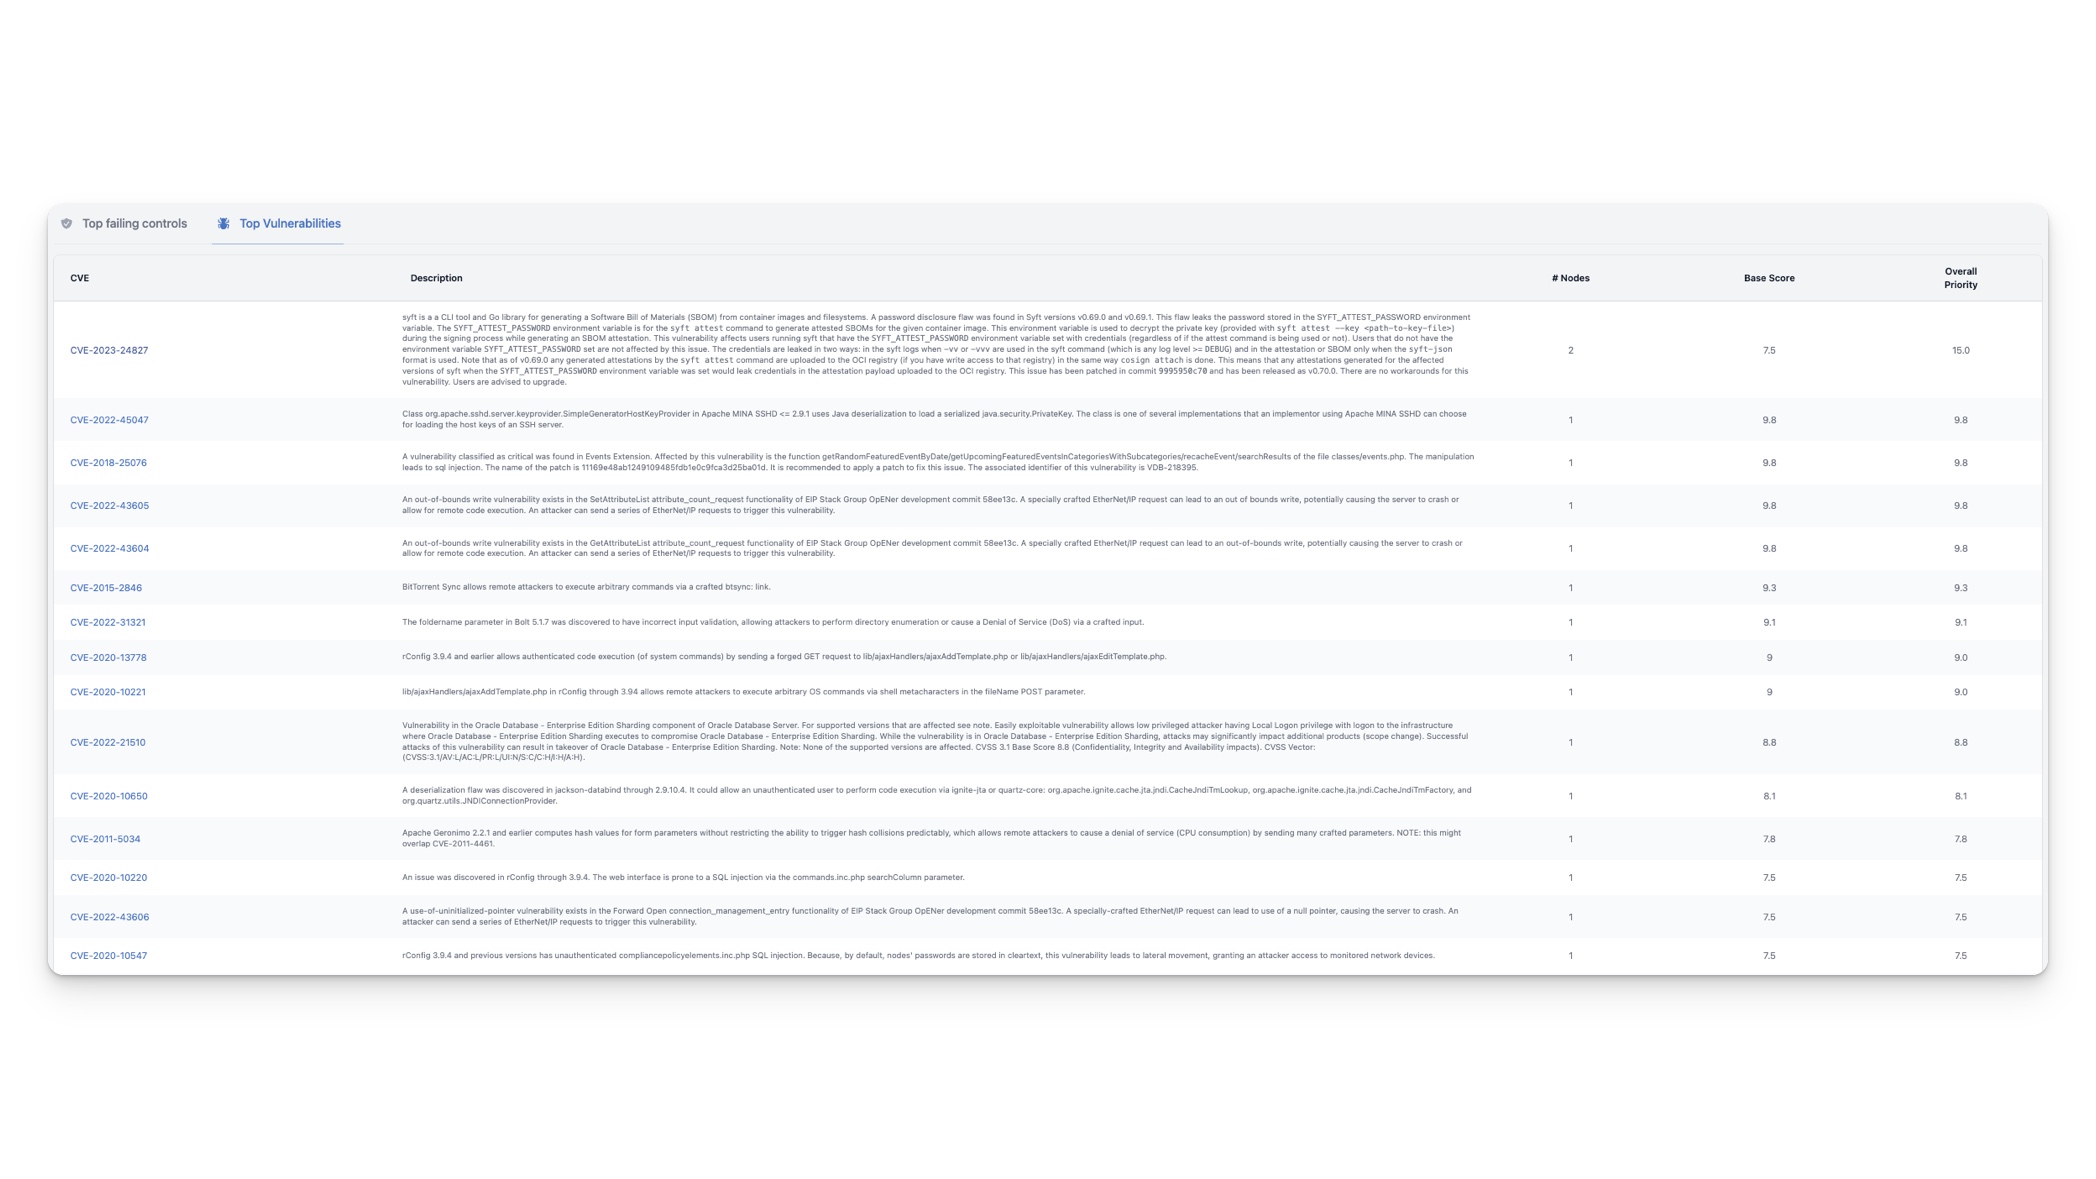 Top failing controls
Top Vulnerabilities
CVE
Description
# Nodes
Base Score
Overall
Priority
CVE-2023-24827
syft is a a CLI tool and Go library for generating a Software Bill of Materials (SBOM) from container images and filesystems. A password disclosure flaw was found in Syft versions v0.69.0 and v0.69.1. This flaw leaks the password stored in the SYFT_ATTEST_PASSWORD environment
variable. The SYFT_ATTEST_PASSWORD environment variable is for the syft attest command to generate attested SBOMs for the given container image. This environment variable is used to decrypt the private key (provided with syft attest --key <path-to-key-file>)
during the signing process while generating an SBOM attestation. This vulnerability affects users running syft that have the SYFT_ATTEST_PASSWORD environment variable set with credentials (regardless of if the attest command is being used or not). Users that do not have the
environment variable SYFT_ATTEST_PASSWORD set are not affected by this issue. The credentials are leaked in two ways: in the syft logs when -vv or -vvv are used in the syft command (which is any log level >= DEBUG) and in the attestation or SBOM only when the syft-json
format is used. Note that as of v0.69.0 any generated attestations by the syft attest command are uploaded to the OCI registry (if you have write access to that registry) in the same way cosign attach is done. This means that any attestations generated for the affected
versions of syft when the SYFT_ATTEST_PASSWORD environment variable was set would leak credentials in the attestation payload uploaded to the OCI registry. This issue has been patched in commit 9995950c70 and has been released as v0.70.0. There are no workarounds for this
vulnerability. Users are advised to upgrade.
2
7.5
15.0
CVE-2022-45047
Class org.apache.sshd.server.keyprovider.SimpleGeneratorHostKeyProvider in Apache MINA SSHD <= 2.9.1 uses Java deserialization to load a serialized java.security.PrivateKey. The class is one of several implementations that an implementor using Apache MINA SSHD can choose
for loading the host keys of an SSH server.
1
9.8
9.8
CVE-2018-25076
A vulnerability classified as critical was found in Events Extension. Affected by this vulnerability is the function getRandomFeaturedEventByDate/getUpcomingFeaturedEventsInCategoriesWithSubcategories/recacheEvent/searchResults of the file classes/events.php. The manipulation
leads to sql injection. The name of the patch is 11169e48ab1249109485fdb1e0c9fca3d25ba01d. It is recommended to apply a patch to fix this issue. The associated identifier of this vulnerability is VDB-218395.
1
9.8
9.8
CVE-2022-43605
An out-of-bounds write vulnerability exists in the SetAttributeList attribute_count_request functionality of EIP Stack Group OpENer development commit 58ee13c. A specially crafted EtherNet/IP request can lead to an out of bounds write, potentially causing the server to crash or
allow for remote code execution. An attacker can send a series of EtherNet/IP requests to trigger this vulnerability.
1
9.8
9.8
CVE-2022-43604
An out-of-bounds write vulnerability exists in the GetAttributeList attribute_count_request functionality of EIP Stack Group OpENer development commit 58ee13c. A specially crafted EtherNet/IP request can lead to an out-of-bounds write, potentially causing the server to crash or
allow for remote code execution. An attacker can send a series of EtherNet/IP requests to trigger this vulnerability.
1
9.8
9.8
CVE-2015-2846
BitTorrent Sync allows remote attackers to execute arbitrary commands via a crafted btsync: link.
1
9.3
9.3
CVE-2022-31321
The foldername parameter in Bolt 5.1.7 was discovered to have incorrect input validation, allowing attackers to perform directory enumeration or cause a Denial of Service (DoS) via a crafted input.
1
9.1
9.1
CVE-2020-13778
rConfig 3.9.4 and earlier allows authenticated code execution (of system commands) by sending a forged GET request to lib/ajaxHandlers/ajaxAddTemplate.php or lib/ajaxHandlers/ajaxEditTemplate.php.
1
9
9.0
CVE-2020-10221
lib/ajaxHandlers/ajaxAddTemplate.php in rConfig through 3.94 allows remote attackers to execute arbitrary OS commands via shell metacharacters in the fileName POST parameter.
1
9
9.0
CVE-2022-21510
Vulnerability in the Oracle Database - Enterprise Edition Sharding component of Oracle Database Server. For supported versions that are affected see note. Easily exploitable vulnerability allows low privileged attacker having Local Logon privilege with logon to the infrastructure
where Oracle Database - Enterprise Edition Sharding executes to compromise Oracle Database - Enterprise Edition Sharding. While the vulnerability is in Oracle Database - Enterprise Edition Sharding, attacks may significantly impact additional products (scope change). Successful
attacks of this vulnerability can result in takeover of Oracle Database - Enterprise Edition Sharding. Note: None of the supported versions are affected. CVSS 3.1 Base Score 8.8 (Confidentiality, Integrity and Availability impacts). CVSS Vector:
(CVSS:3.1/AV:L/AC:L/PR:L/UI:N/S:C/C:H/I:H/A:H).
1
8.8
8.8
CVE-2020-10650
A deserialization flaw was discovered in jackson-databind through 2.9.10.4. It could allow an unauthenticated user to perform code execution via ignite-jta or quartz-core: org.apache.ignite.cache.jta.jndi.CacheJndiTmLookup, org.apache.ignite.cache.jta.jndi.CacheJndiTmFactory, and
org.quartz.utils.JNDIConnectionProvider.
1
8.1
8.1
CVE-2011-5034
Apache Geronimo 2.2.1 and earlier computes hash values for form parameters without restricting the ability to trigger hash collisions predictably, which allows remote attackers to cause a denial of service (CPU consumption) by sending many crafted parameters. NOTE: this might
overlap CVE-2011-4461.
1
7.8
7.8
CVE-2020-10220
An issue was discovered in rConfig through 3.9.4. The web interface is prone to a SQL injection via the commands.inc.php searchColumn parameter.
1
7.5
7.5
CVE-2022-43606
A use-of-uninitialized-pointer vulnerability exists in the Forward Open connection_management_entry functionality of EIP Stack Group OpENer development commit 58ee13c. A specially-crafted EtherNet/IP request can lead to use of a null pointer, causing the server to crash. An
attacker can send a series of EtherNet/IP requests to trigger this vulnerability.
1
7.5
7.5
CVE-2020-10547
rConfig 3.9.4 and previous versions has unauthenticated compliancepolicyelements.inc.php SQL injection. Because, by default, nodes' passwords are stored in cleartext, this vulnerability leads to lateral movement, granting an attacker access to monitored network devices.
1
7.5
7.5